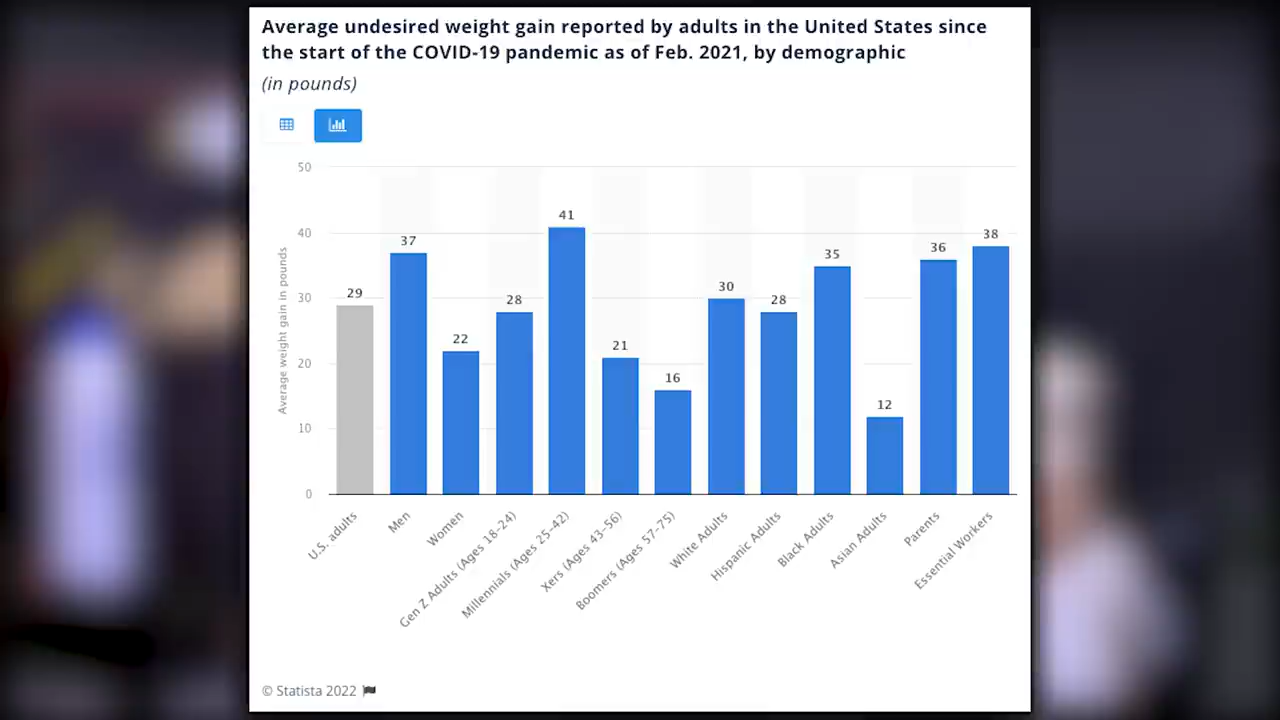 Average undesired weight gain reported by adults in the United States since
the start of the COVID-19 pandemic as of Feb. 2021, by demographic
(in pounds)
Average weight gain in pounds
50
40
30
20
10
0
29
37
22
28
41
21
16
30
28
35
12
36
38
U.S. adults
Men
Women
Gen Z Adults (Ages 18-24)
Millennials (Ages 25-42)
Xers (Ages 43-56)
Boomers (Ages 57-75)
White Adults
Hispanic Adults
Black Adults
Asian Adults
Parents
Essential Workers
© Statista 2022